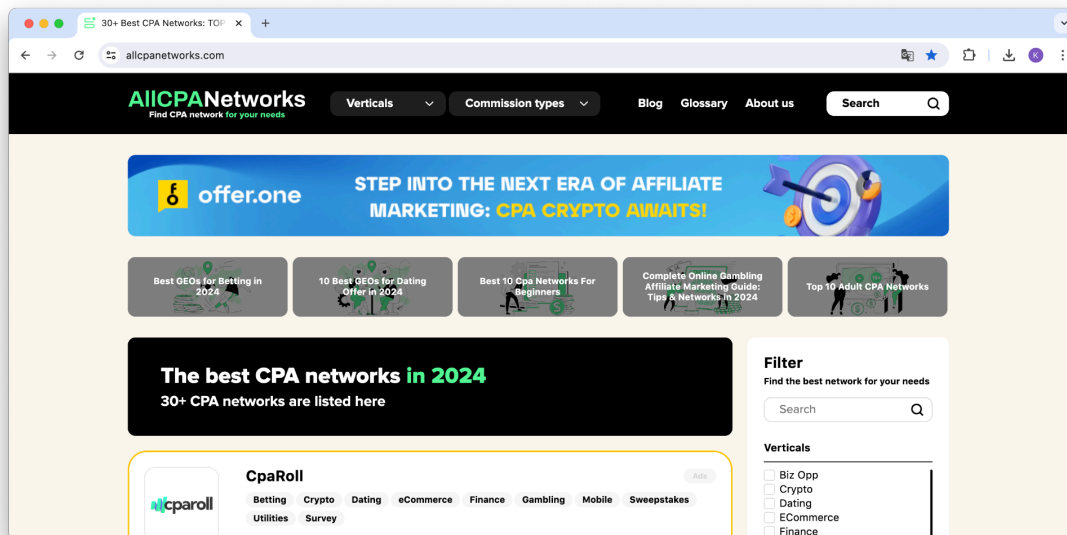 30+ Best CPA Networks: TOP
allcpanetworks.com
K
AllCPANetworks
Find CPA network for your needs
Verticals
Commission types
Blog
Glossary
About us
Search
offer.one
STEP INTO THE NEXT ERA OF AFFILIATE
MARKETING: CPA CRYPTO AWAITS!
Best GEOs for Betting in
2024
10 Best GEOs for Dating
Offer in 2024
Best 10 Cpa Networks For
Beginners
Complete Online Gambling
Affiliate Marketing Guide:
Tips & Networks in 2024
Top 10 Adult CPA Networks
The best CPA networks in 2024
30+ CPA networks are listed here
Filter
Find the best network for your needs
Search
Verticals
Biz Opp
Crypto
Dating
ECommerce
Finance
cparoll
CpaRoll
Ads
Betting Crypto Dating eCommerce Finance Gambling Mobile Sweepstakes
Utilities Survey